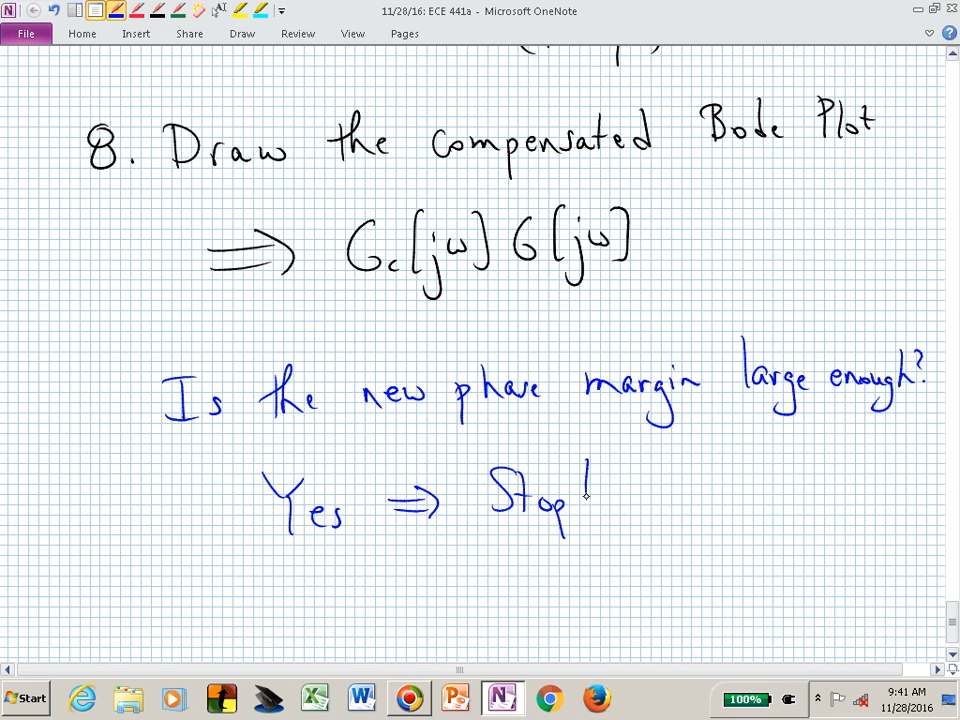 11/28/16: ECE 441a - Microsoft OneNote
File Home Insert Share Draw Review View Pages
8. Draw the compensated Bode Plot
⇒ Gc[jω] G[jω]
Is the new phase margin large enough?
Yes ⇒ Stop!
Start 100% 9:41 AM
11/28/2016